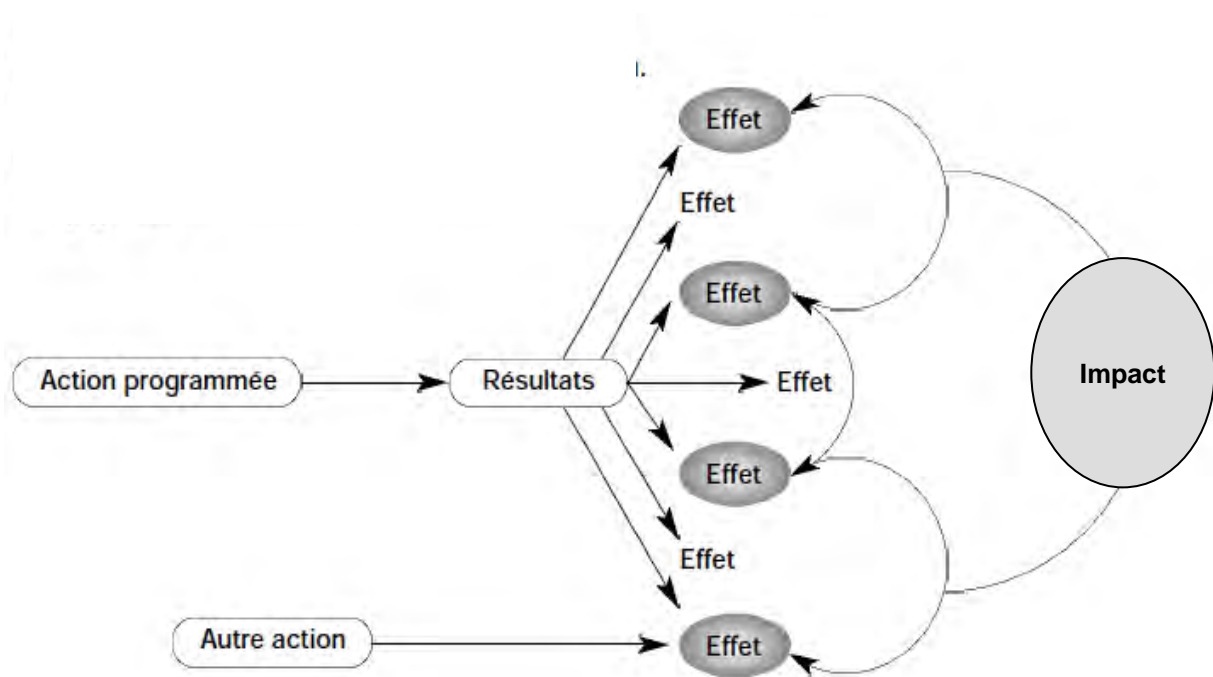 Effet
Effet
Effet
Action programmée
Résultats
Effet
Impact
Effet
Effet
Autre action
Effet